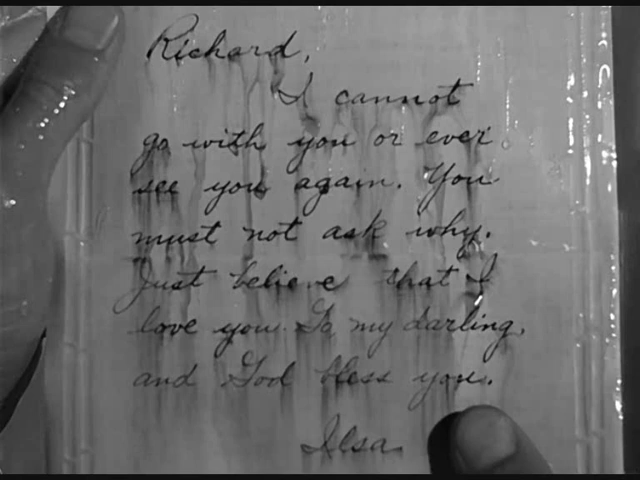 Richard,
I cannot
go with you or ever
see you again. You
must not ask why.
Just believe that I
love you. Go my darling,
and God bless you.
Ilsa